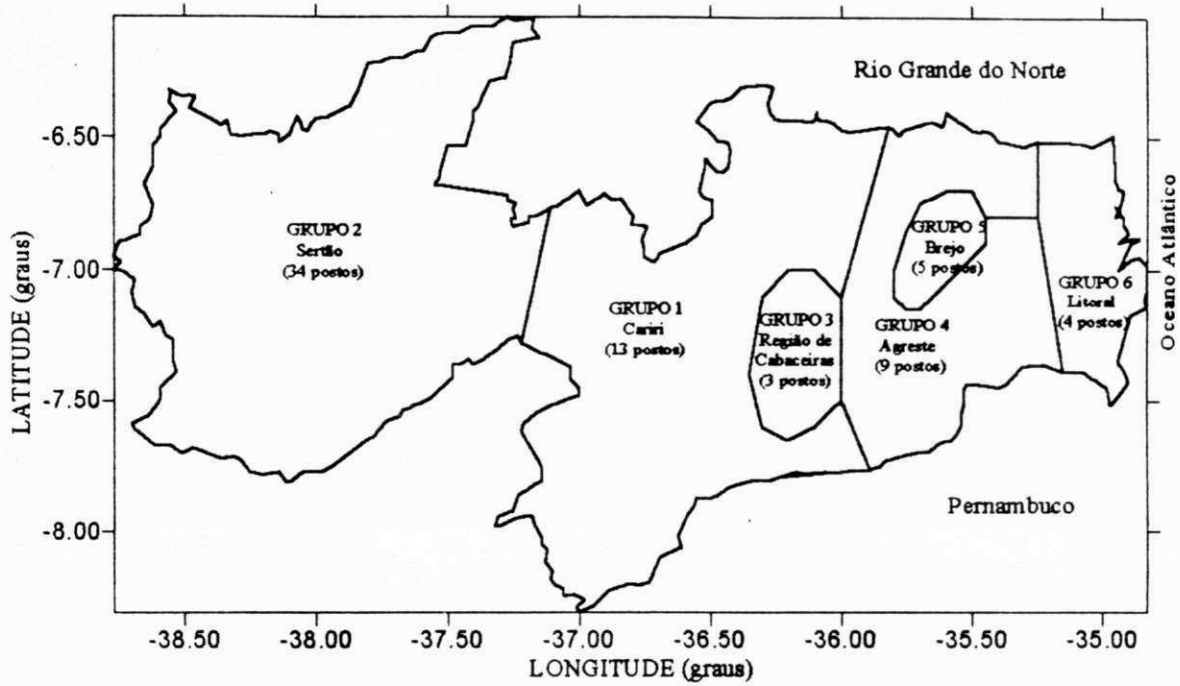 Rio Grande do Norte
GRUPO 2
Sertão
(34 postos)
GRUPO 1
Cariri
(13 postos)
GRUPO 3
Região de
Cabaceiras
(3 postos)
GRUPO 4
Agreste
(9 postos)
GRUPO 5
Brejo
(5 postos)
GRUPO 6
Litoral
(4 postos)
Pernambuco
Oceano Atlântico
LATITUDE (graus)
-6.50
-7.00
-7.50
-8.00
-38.50 -38.00 -37.50 -37.00 -36.50 -36.00 -35.50 -35.00
LONGITUDE (graus)